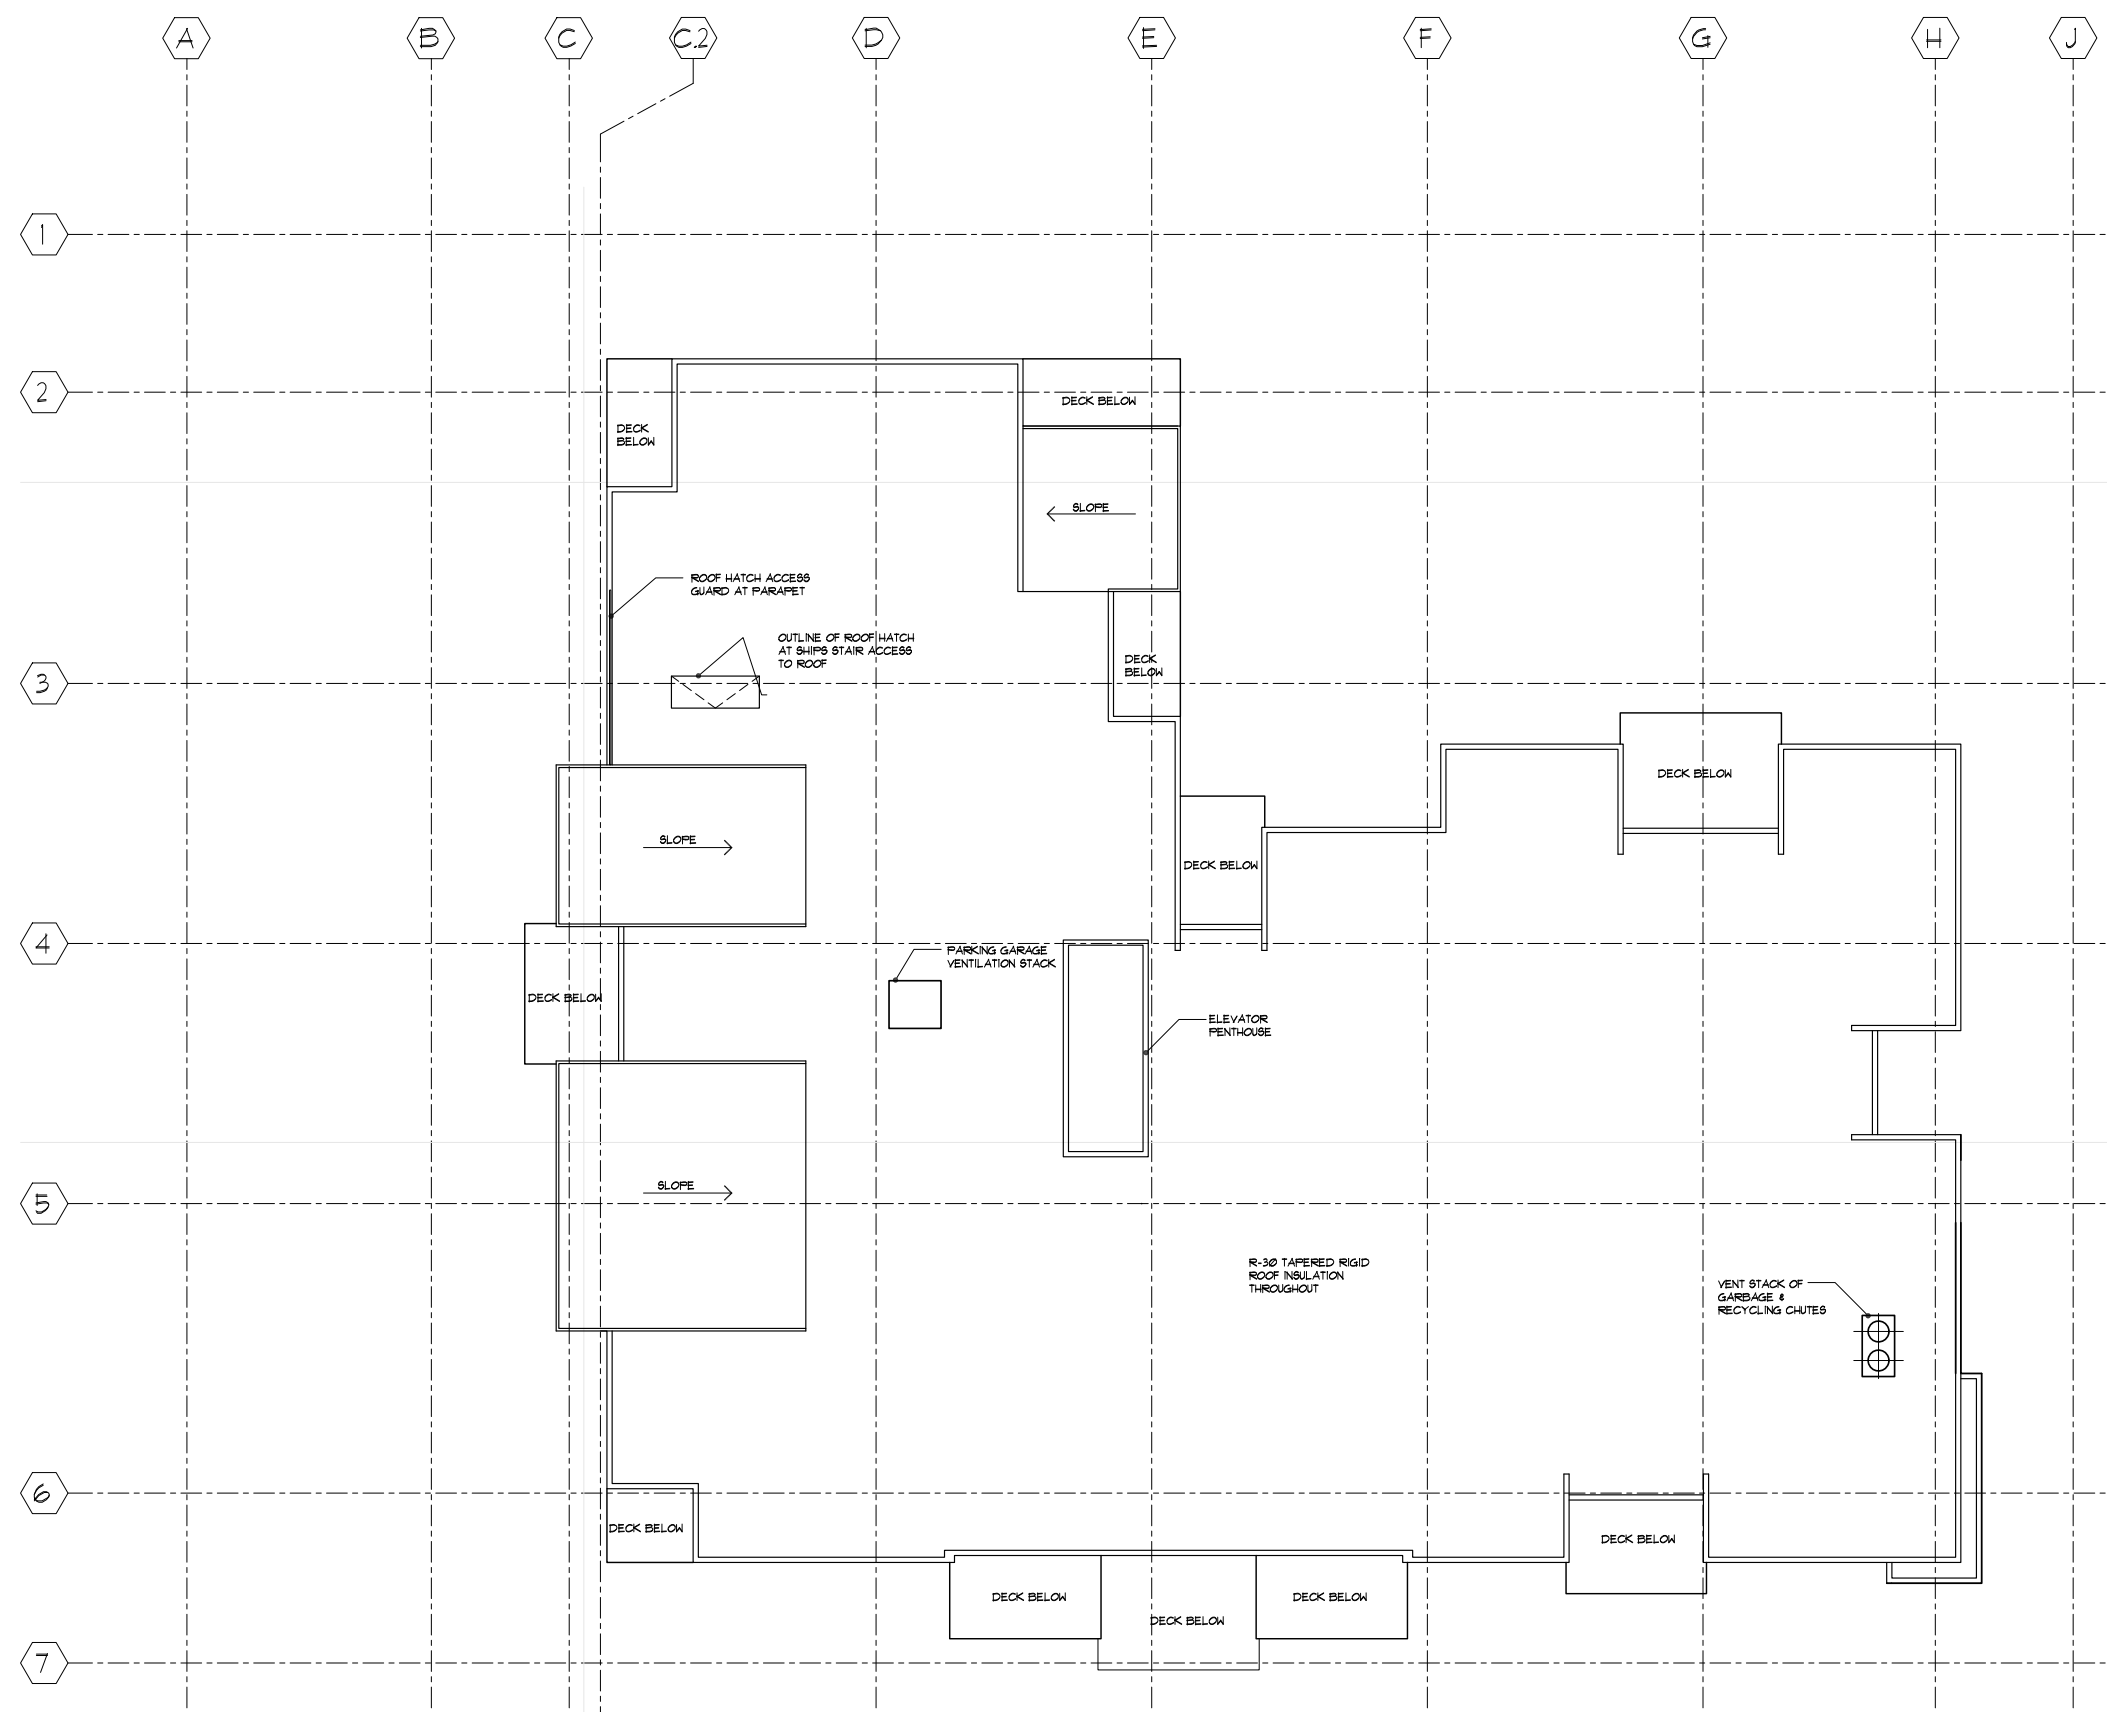 A B C C.2 D E F G H J
1
2
DECK BELOW
DECK
BELOW
SLOPE
ROOF HATCH ACCESS
GUARD AT PARAPET
OUTLINE OF ROOF HATCH
AT SHIPS STAIR ACCESS
TO ROOF
DECK
BELOW
3
DECK BELOW
SLOPE
DECK BELOW
4
PARKING GARAGE
VENTILATION STACK
DECK BELOW
ELEVATOR
PENTHOUSE
SLOPE
5
R-30 TAPERED RIGID
ROOF INSULATION
THROUGHOUT
VENT STACK OF
GARBAGE &
RECYCLING CHUTES
6
DECK BELOW
DECK BELOW
DECK BELOW
DECK BELOW
DECK BELOW
7